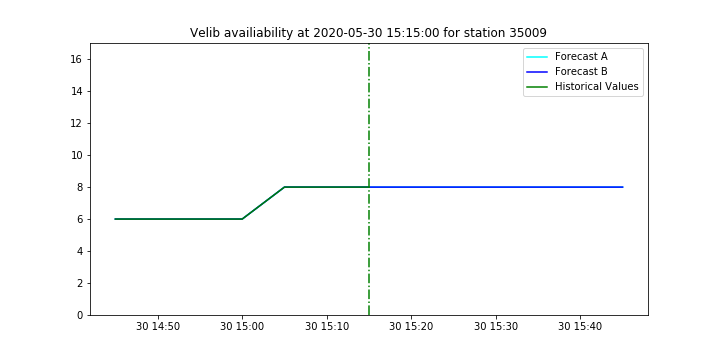 Velib availiability at 2020-05-30 15:15:00 for station 35009
Forecast A
Forecast B
Historical Values
16
14
12
10
8
6
4
2
0
30 14:50 30 15:00 30 15:10 30 15:20 30 15:30 30 15:40